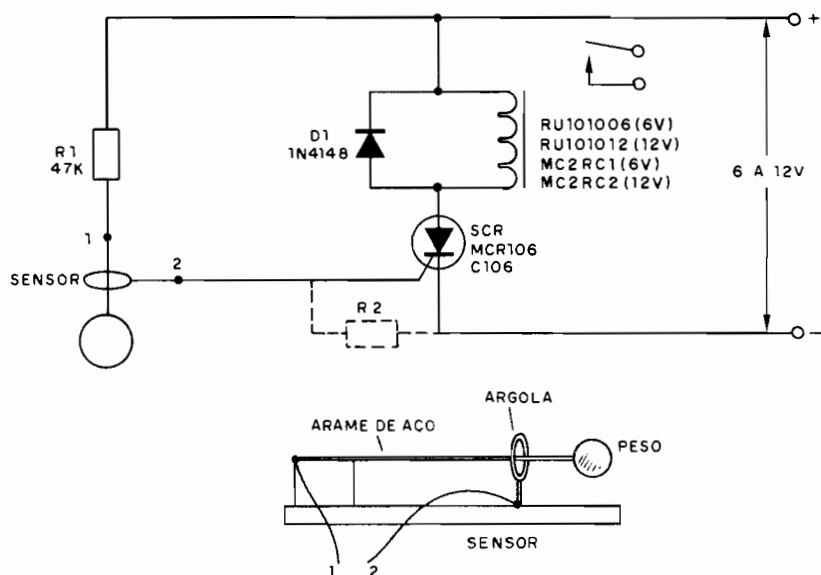 +
D1
1N4148
R1
47K
RU101006 (6V)
RU101012 (12V)
MC2RC1 (6V)
MC2RC2 (12V)
6 A 12V
1
SCR
MCR106
C106
SENSOR
2
R2
-
ARGOLA
ARAME DE AÇO
PESO
SENSOR
1 2